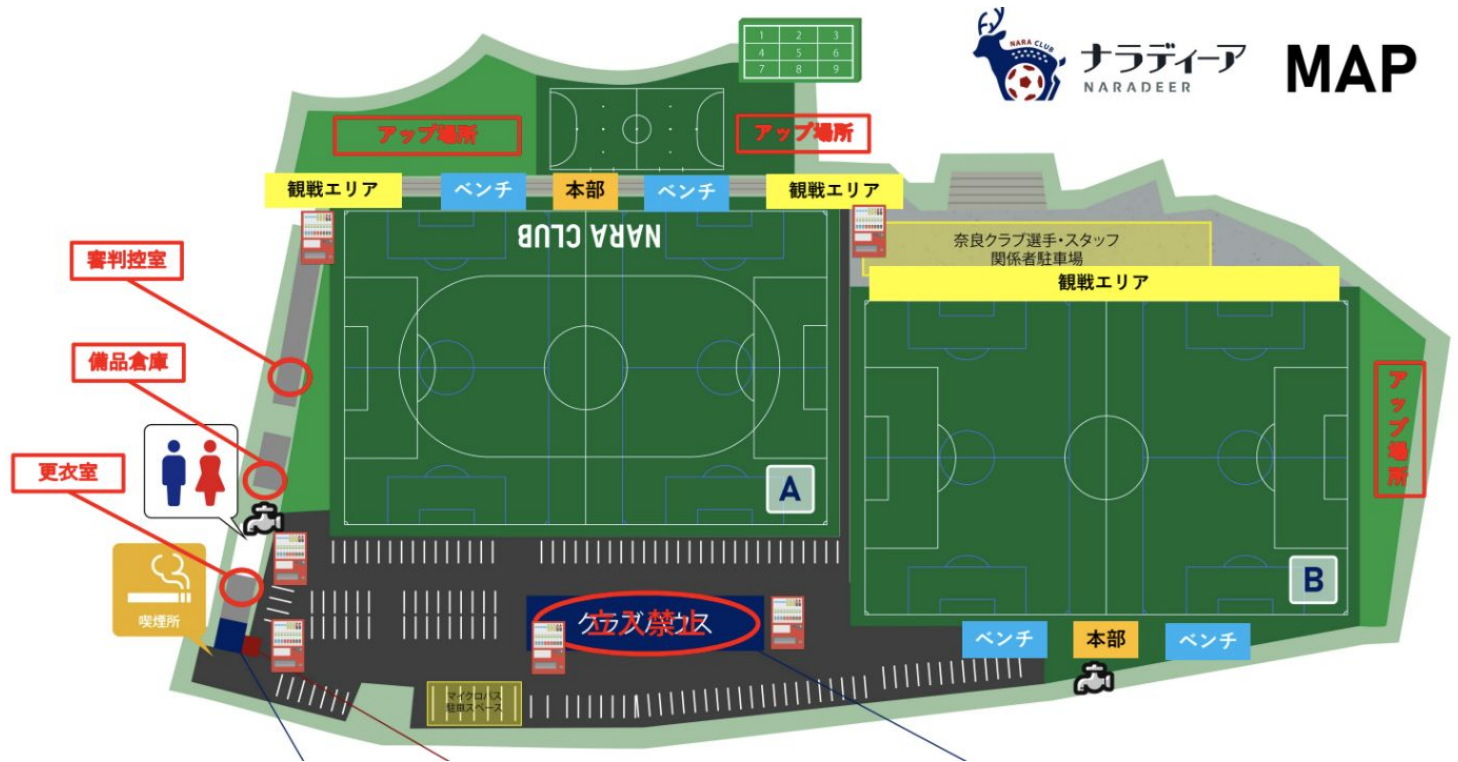 1 2 3
4 5 6
7 8 9
NARA CLUB
ナラディーア
NARADEER
MAP
アップ場所
アップ場所
観戦エリア
ベンチ
本部
ベンチ
観戦エリア
NARA CLUB
奈良クラブ選手・スタッフ
関係者駐車場
観戦エリア
審判控室
備品倉庫
更衣室
アップ場所
A
B
喫煙所
クラブハウス
立入禁止
ベンチ
本部
ベンチ
マイクロバス
駐車スペース